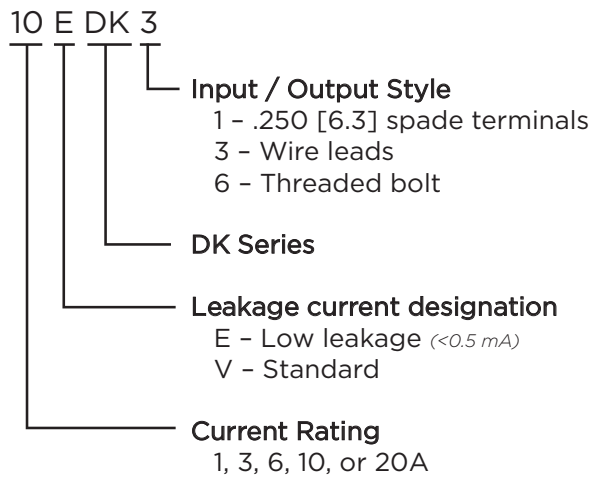 10 E DK 3
Input / Output Style
1 – .250 [6.3] spade terminals
3 – Wire leads
6 – Threaded bolt
DK Series
Leakage current designation
E – Low leakage (<0.5 mA)
V – Standard
Current Rating
1, 3, 6, 10, or 20A